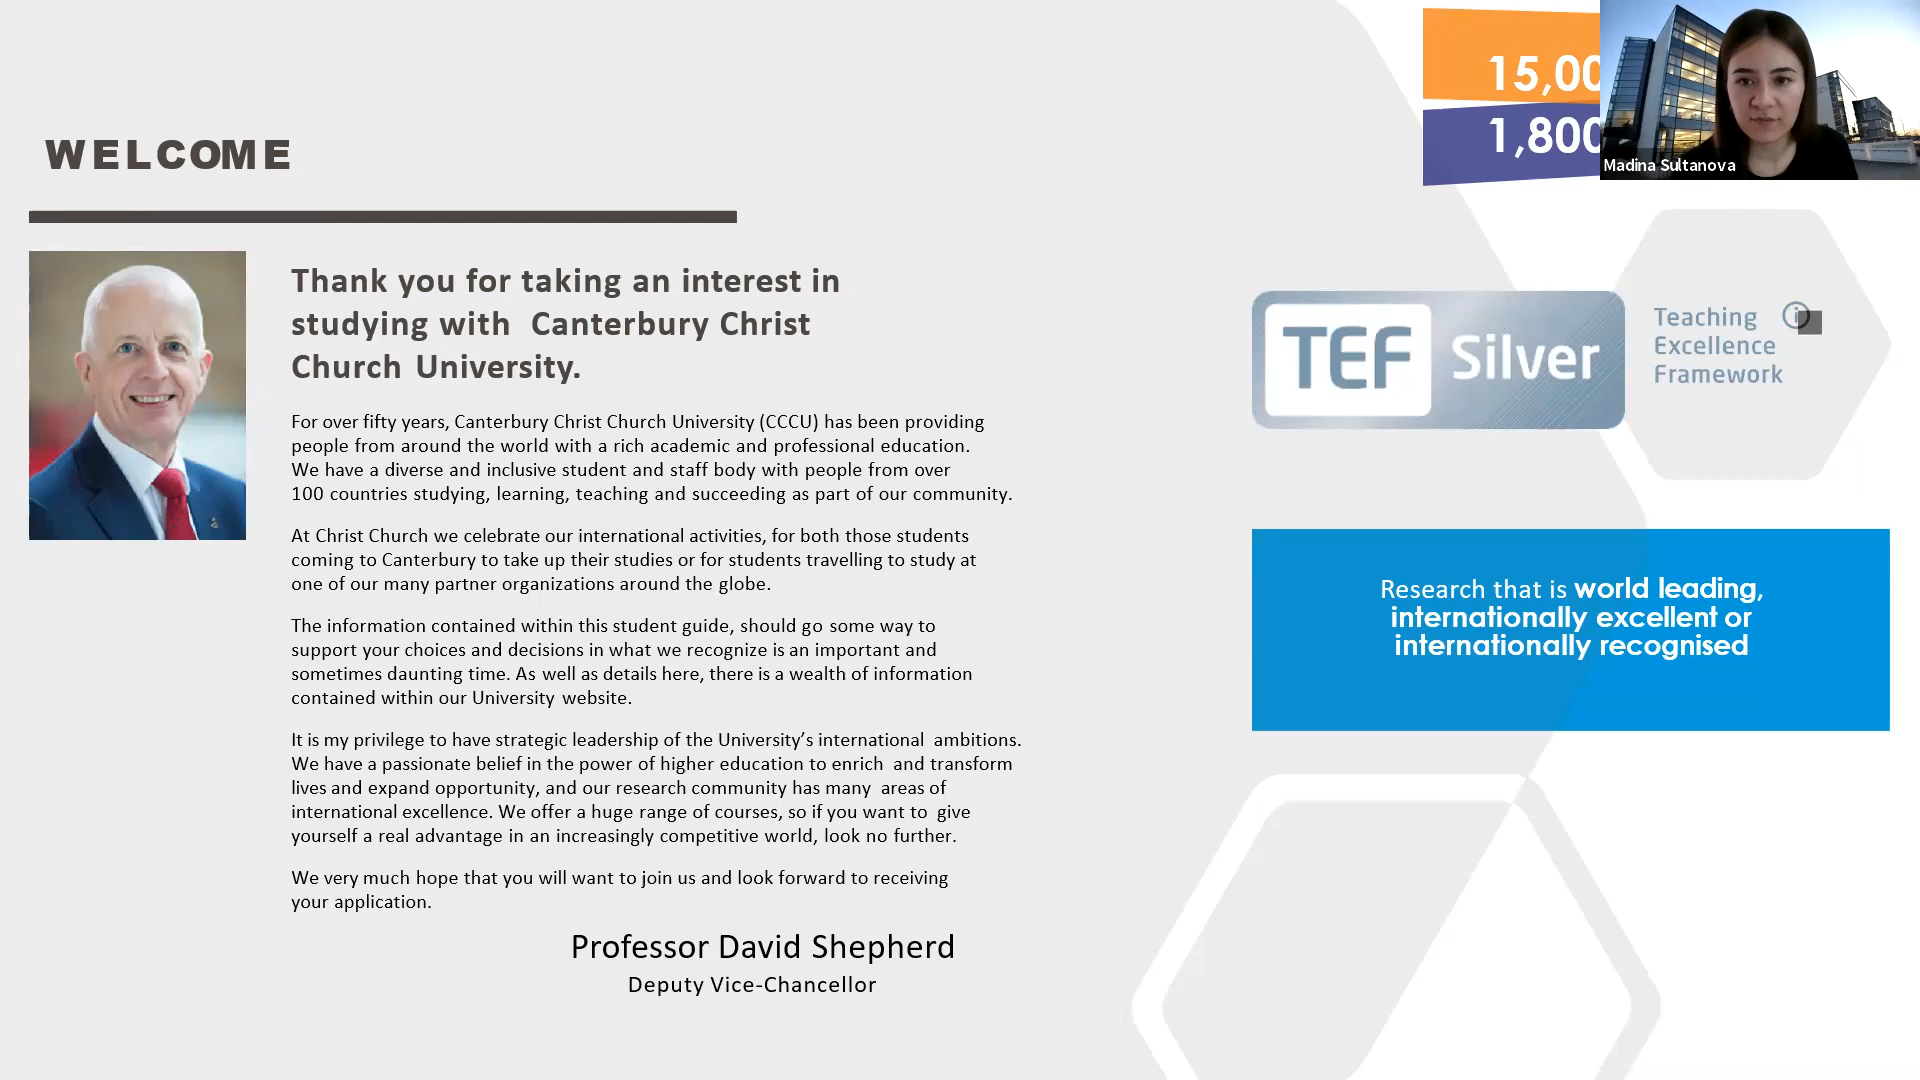 WELCOME
Thank you for taking an interest in
studying with Canterbury Christ
Church University.
For over fifty years, Canterbury Christ Church University (CCCU) has been providing
people from around the world with a rich academic and professional education.
We have a diverse and inclusive student and staff body with people from over
100 countries studying, learning, teaching and succeeding as part of our community.
At Christ Church we celebrate our international activities, for both those students
coming to Canterbury to take up their studies or for students travelling to study at
one of our many partner organizations around the globe.
The information contained within this student guide, should go some way to
support your choices and decisions in what we recognize is an important and
sometimes daunting time. As well as details here, there is a wealth of information
contained within our University website.
It is my privilege to have strategic leadership of the University’s international ambitions.
We have a passionate belief in the power of higher education to enrich and transform
lives and expand opportunity, and our research community has many areas of
international excellence. We offer a huge range of courses, so if you want to give
yourself a real advantage in an increasingly competitive world, look no further.
We very much hope that you will want to join us and look forward to receiving
your application.
Professor David Shepherd
Deputy Vice-Chancellor
15,00
1,800
Madina Sultanova
TEF Silver
Teaching
Excellence
Framework
Research that is world leading,
internationally excellent or
internationally recognised